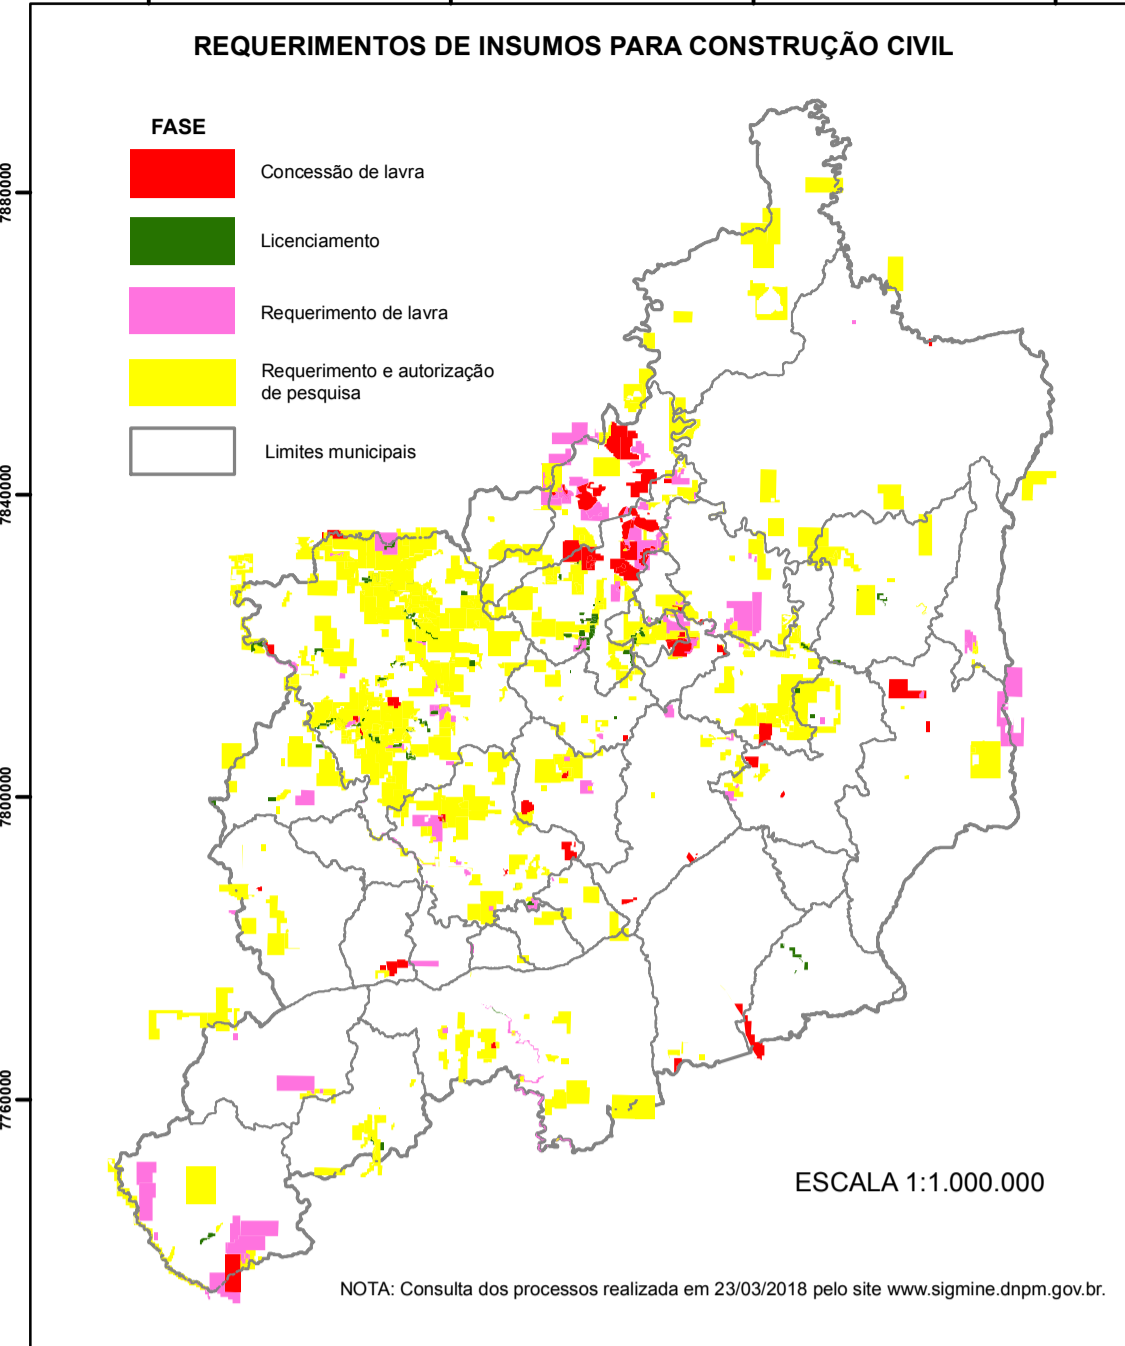 REQUERIMENTOS DE INSUMOS PARA CONSTRUÇÃO CIVIL
FASE
Concessão de lavra
Licenciamento
Requerimento de lavra
Requerimento e autorização
de pesquisa
Limites municipais
7880000
7840000
7800000
7760000
ESCALA 1:1.000.000
NOTA: Consulta dos processos realizada em 23/03/2018 pelo site www.sigmine.dnpm.gov.br.